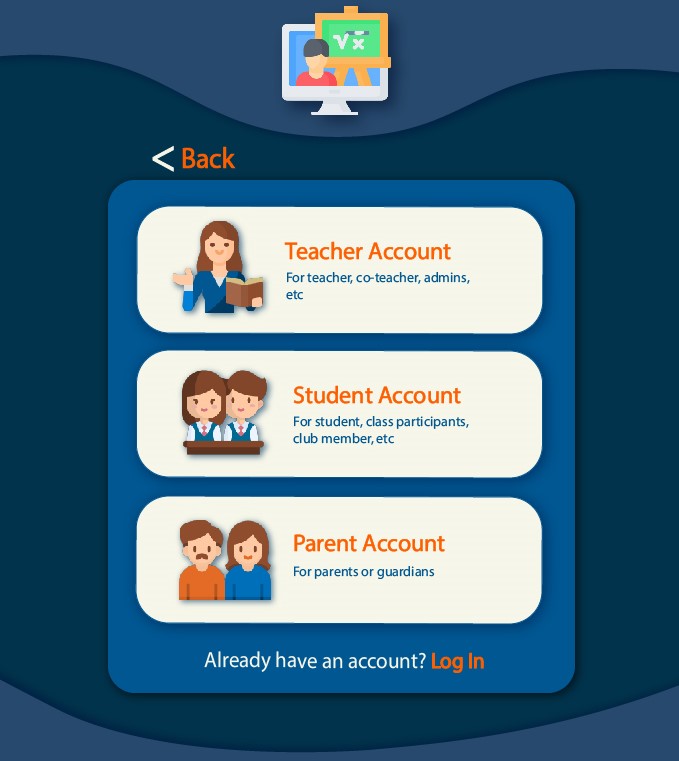 √x
< Back
Teacher Account
For teacher, co-teacher, admins,
etc
Student Account
For student, class participants,
club member, etc
Parent Account
For parents or guardians
Already have an account? Log In